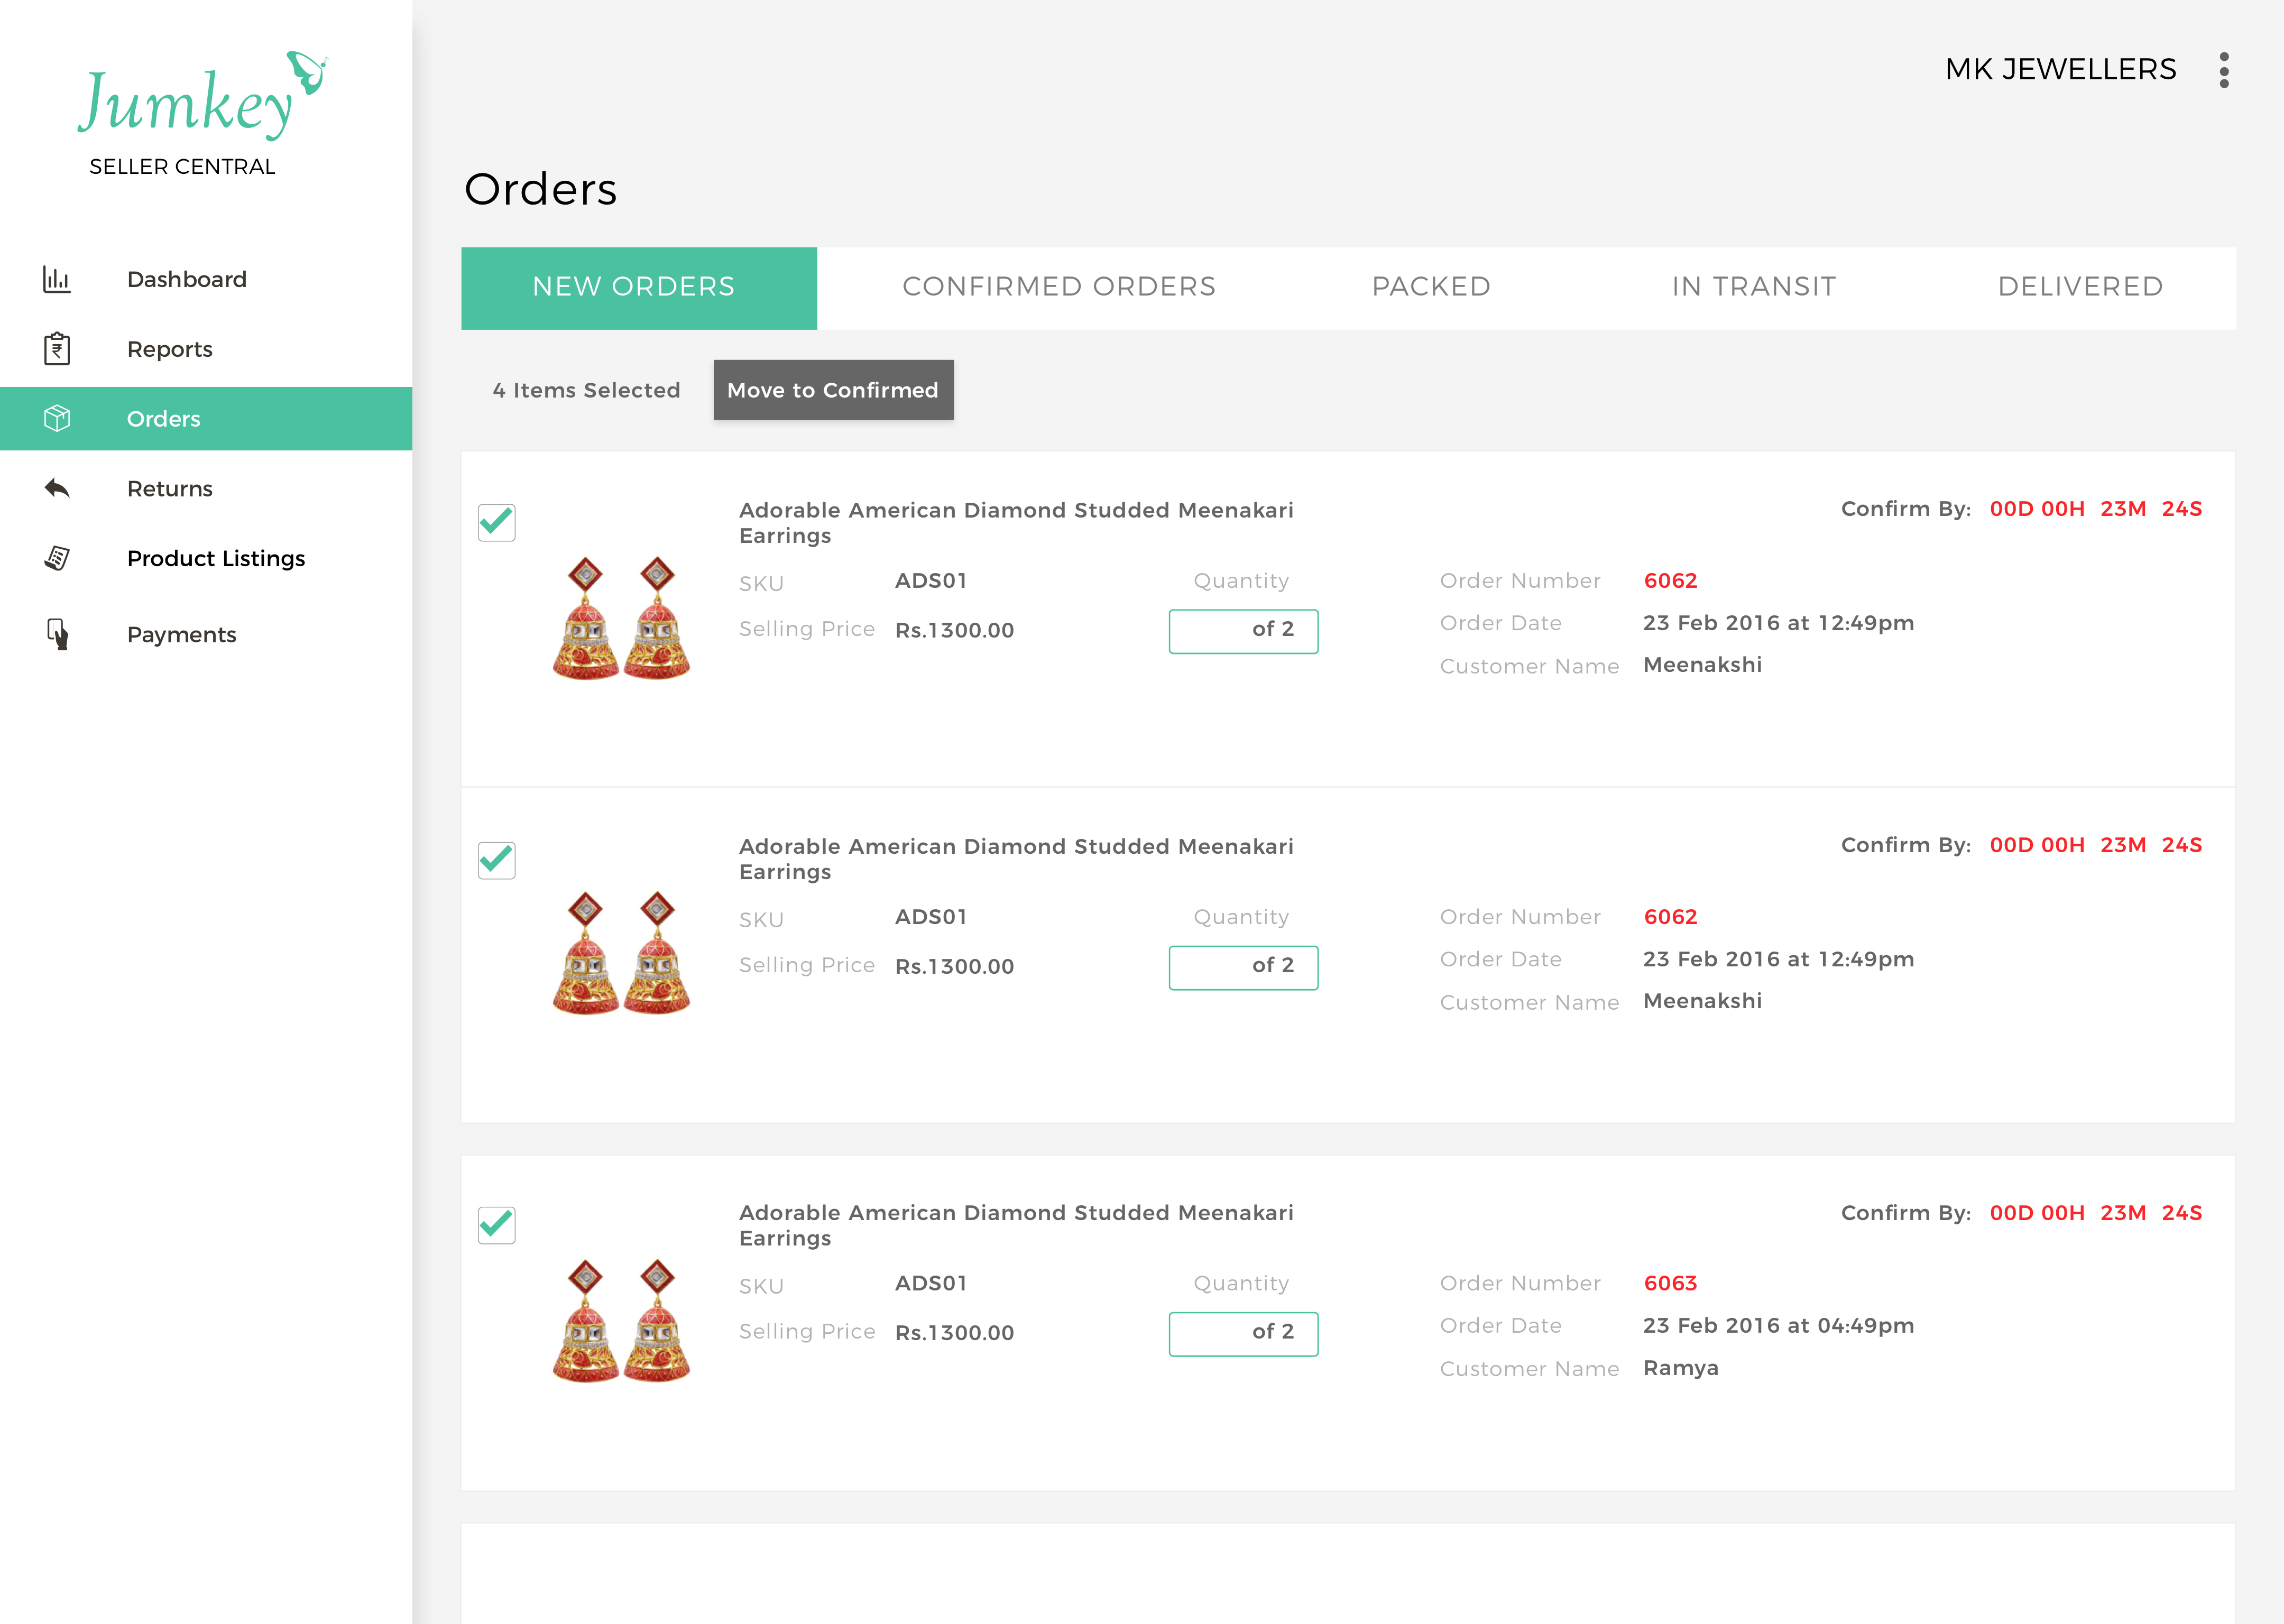 Jumkey
SELLER CENTRAL
Dashboard
Reports
Orders
Returns
Product Listings
Payments
MK JEWELLERS
Orders
NEW ORDERS CONFIRMED ORDERS PACKED IN TRANSIT DELIVERED
4 Items Selected Move to Confirmed
Adorable American Diamond Studded Meenakari
Earrings
SKU ADS01
Selling Price Rs.1300.00
Quantity
of 2
Confirm By: 00D 00H 23M 24S
Order Number 6062
Order Date 23 Feb 2016 at 12:49pm
Customer Name Meenakshi
Adorable American Diamond Studded Meenakari
Earrings
SKU ADS01
Selling Price Rs.1300.00
Quantity
of 2
Confirm By: 00D 00H 23M 24S
Order Number 6062
Order Date 23 Feb 2016 at 12:49pm
Customer Name Meenakshi
Adorable American Diamond Studded Meenakari
Earrings
SKU ADS01
Selling Price Rs.1300.00
Quantity
of 2
Confirm By: 00D 00H 23M 24S
Order Number 6063
Order Date 23 Feb 2016 at 04:49pm
Customer Name Ramya